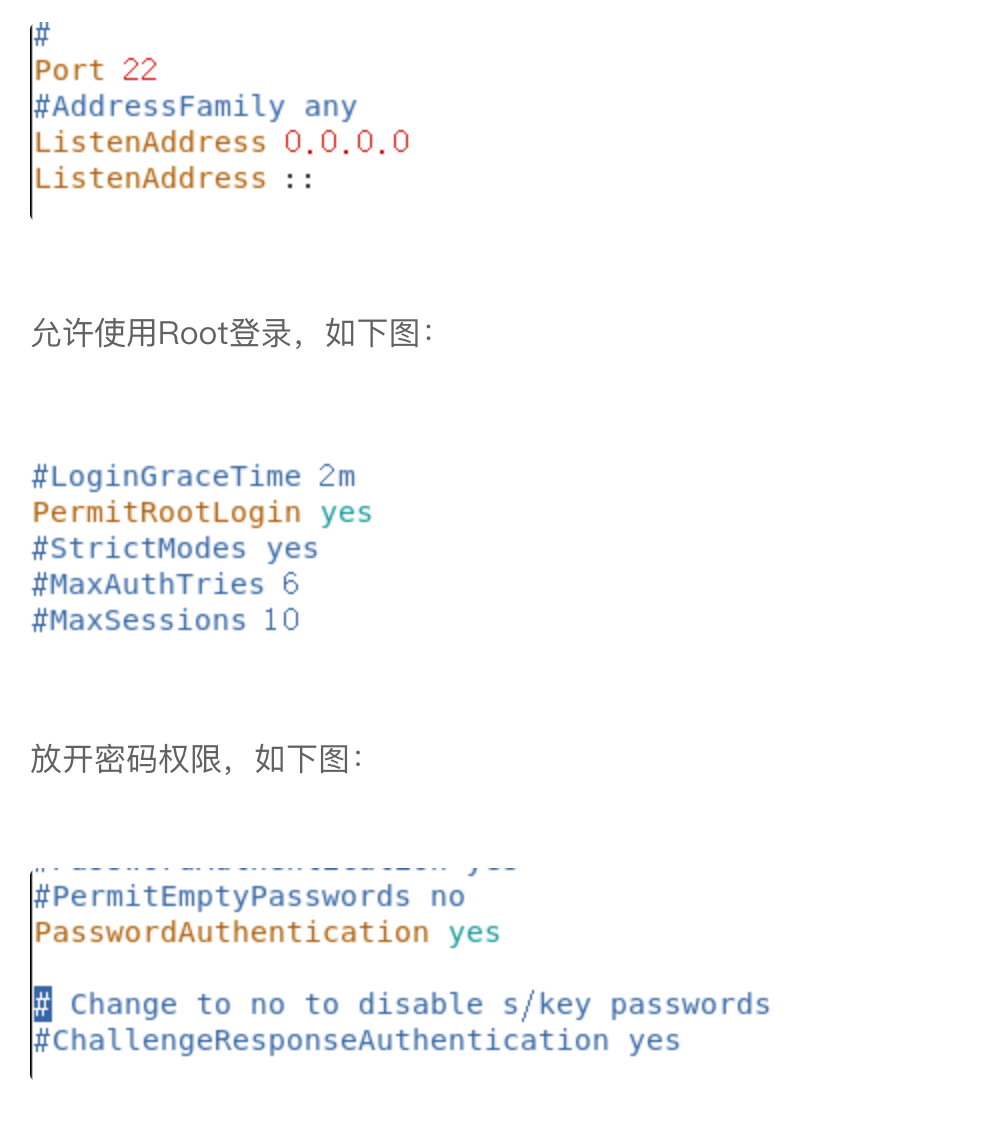 #
Port 22
#AddressFamily any
ListenAddress 0.0.0.0
ListenAddress ::
允许使用Root登录，如下图：
#LoginGraceTime 2m
PermitRootLogin yes
#StrictModes yes
#MaxAuthTries 6
#MaxSessions 10
放开密码权限，如下图：
#PermitEmptyPasswords no
PasswordAuthentication yes
# Change to no to disable s/key passwords
#ChallengeResponseAuthentication yes